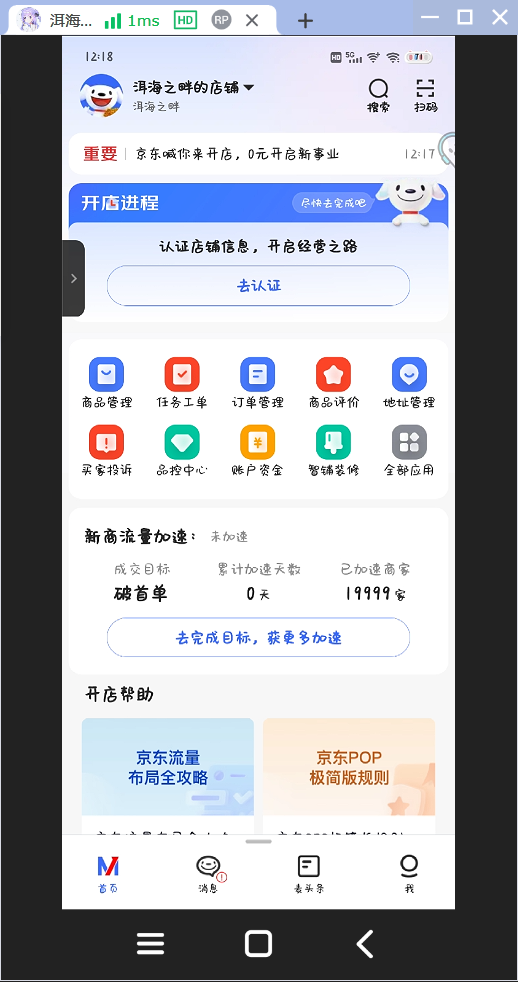 洱海... 1ms HD RP
12:18 HD 5G 71
洱海之畔的店铺
洱海之畔
搜索 扫码
重要 京东喊你来开店，0元开启新事业 12:17
开店进程 尽快去完成吧
认证店铺信息，开启经营之路
去认证
商品管理 任务工单 订单管理 商品评价 地址管理
买家投诉 品控中心 账户资金 智铺装修 全部应用
新商流量加速： 未加速
成交目标 累计加速天数 已加速商家
破首单 0 天 19999 家
去完成目标，获更多加速
开店帮助
京东流量 京东POP
布局全攻略 极简版规则
首页 消息 麦头条 我